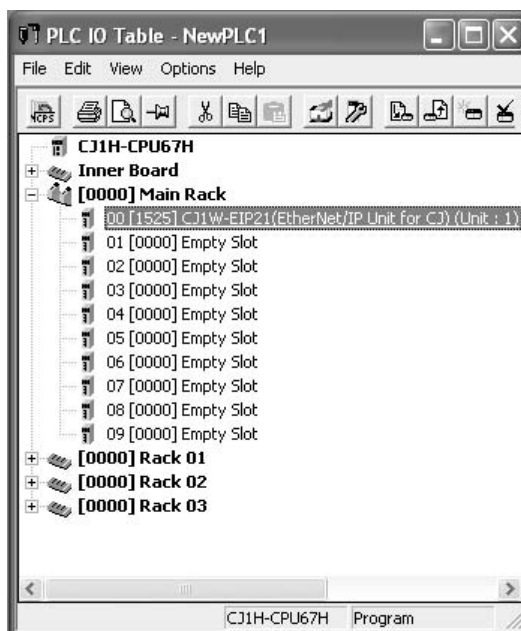 PLC IO Table - NewPLC1
File Edit View Options Help
NCPS
CJ1H-CPU67H
Inner Board
[0000] Main Rack
00 [1525] CJ1W-EIP21(EtherNet/IP Unit for CJ) (Unit : 1)
01 [0000] Empty Slot
02 [0000] Empty Slot
03 [0000] Empty Slot
04 [0000] Empty Slot
05 [0000] Empty Slot
06 [0000] Empty Slot
07 [0000] Empty Slot
08 [0000] Empty Slot
09 [0000] Empty Slot
[0000] Rack 01
[0000] Rack 02
[0000] Rack 03
CJ1H-CPU67H Program